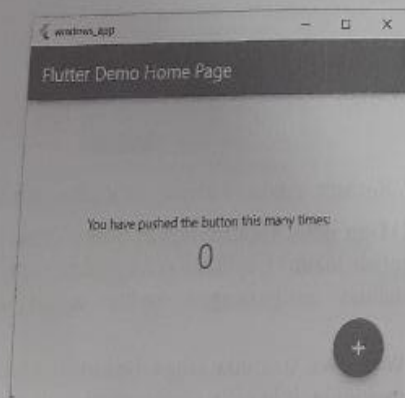 windows_app
Flutter Demo Home Page
You have pushed the button this many times:
0
+